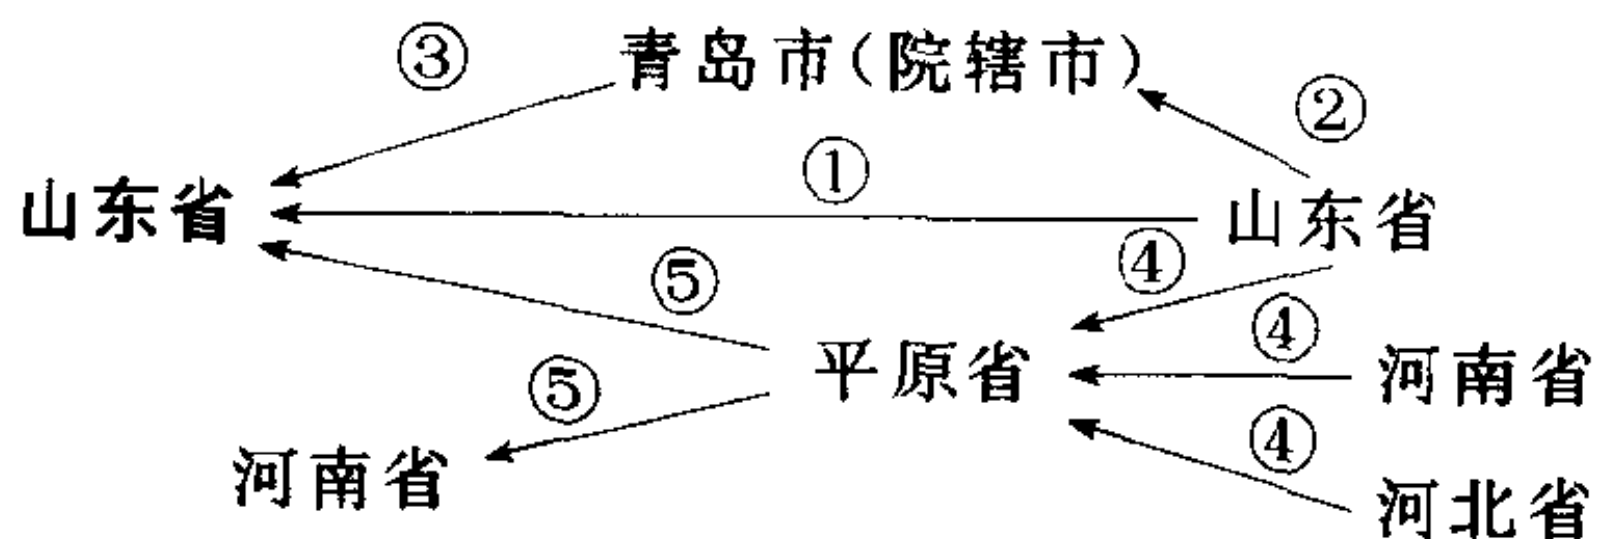 ③ 青岛市(院辖市)
②
①
山东省 山东省
④
⑤ ④
平原省 河南省
⑤
④
河南省
河北省